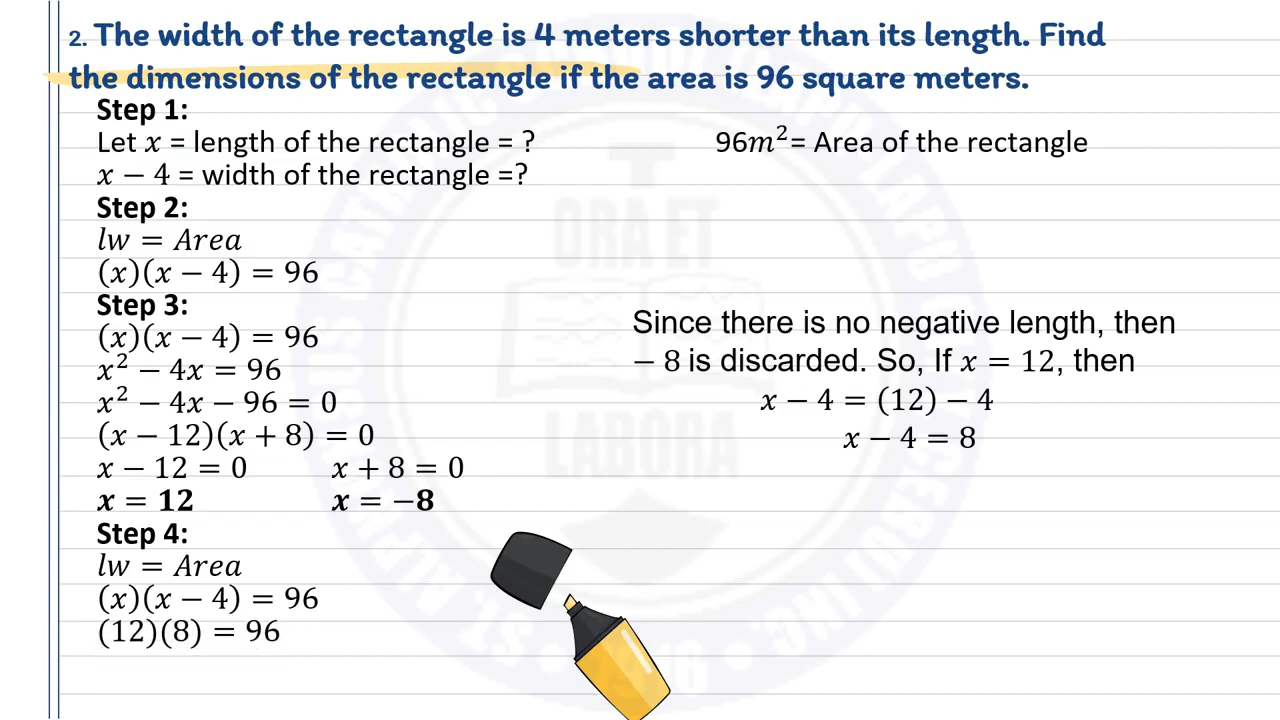 2. The width of the rectangle is 4 meters shorter than its length. Find
the dimensions of the rectangle if the area is 96 square meters.
Step 1:
Let x = length of the rectangle = ?
96m²= Area of the rectangle
x − 4 = width of the rectangle =?
Step 2:
lw = Area
(x)(x − 4) = 96
Step 3:
(x)(x − 4) = 96
x² − 4x = 96
x² − 4x − 96 = 0
(x − 12)(x + 8) = 0
x − 12 = 0 x + 8 = 0
x = 12 x = −8
Since there is no negative length, then
− 8 is discarded. So, If x = 12, then
x − 4 = (12) − 4
x − 4 = 8
Step 4:
lw = Area
(x)(x − 4) = 96
(12)(8) = 96
ORA ET
LABORA